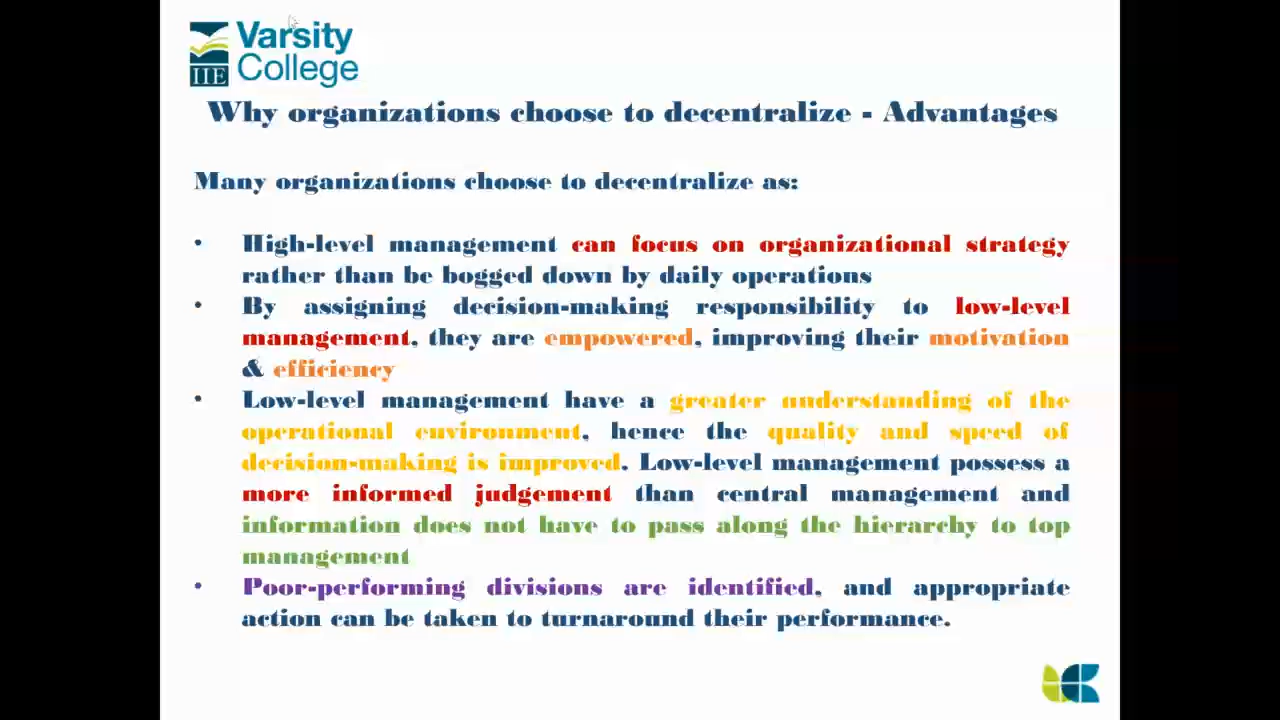 Varsity
College
IIE
Why organizations choose to decentralize - Advantages
Many organizations choose to decentralize as:
• High-level management can focus on organizational strategy
rather than be bogged down by daily operations
• By assigning decision-making responsibility to low-level
management, they are empowered, improving their motivation
& efficiency
• Low-level management have a greater understanding of the
operational environment, hence the quality and speed of
decision-making is improved. Low-level management possess a
more informed judgement than central management and
information does not have to pass along the hierarchy to top
management
• Poor-performing divisions are identified, and appropriate
action can be taken to turnaround their performance.